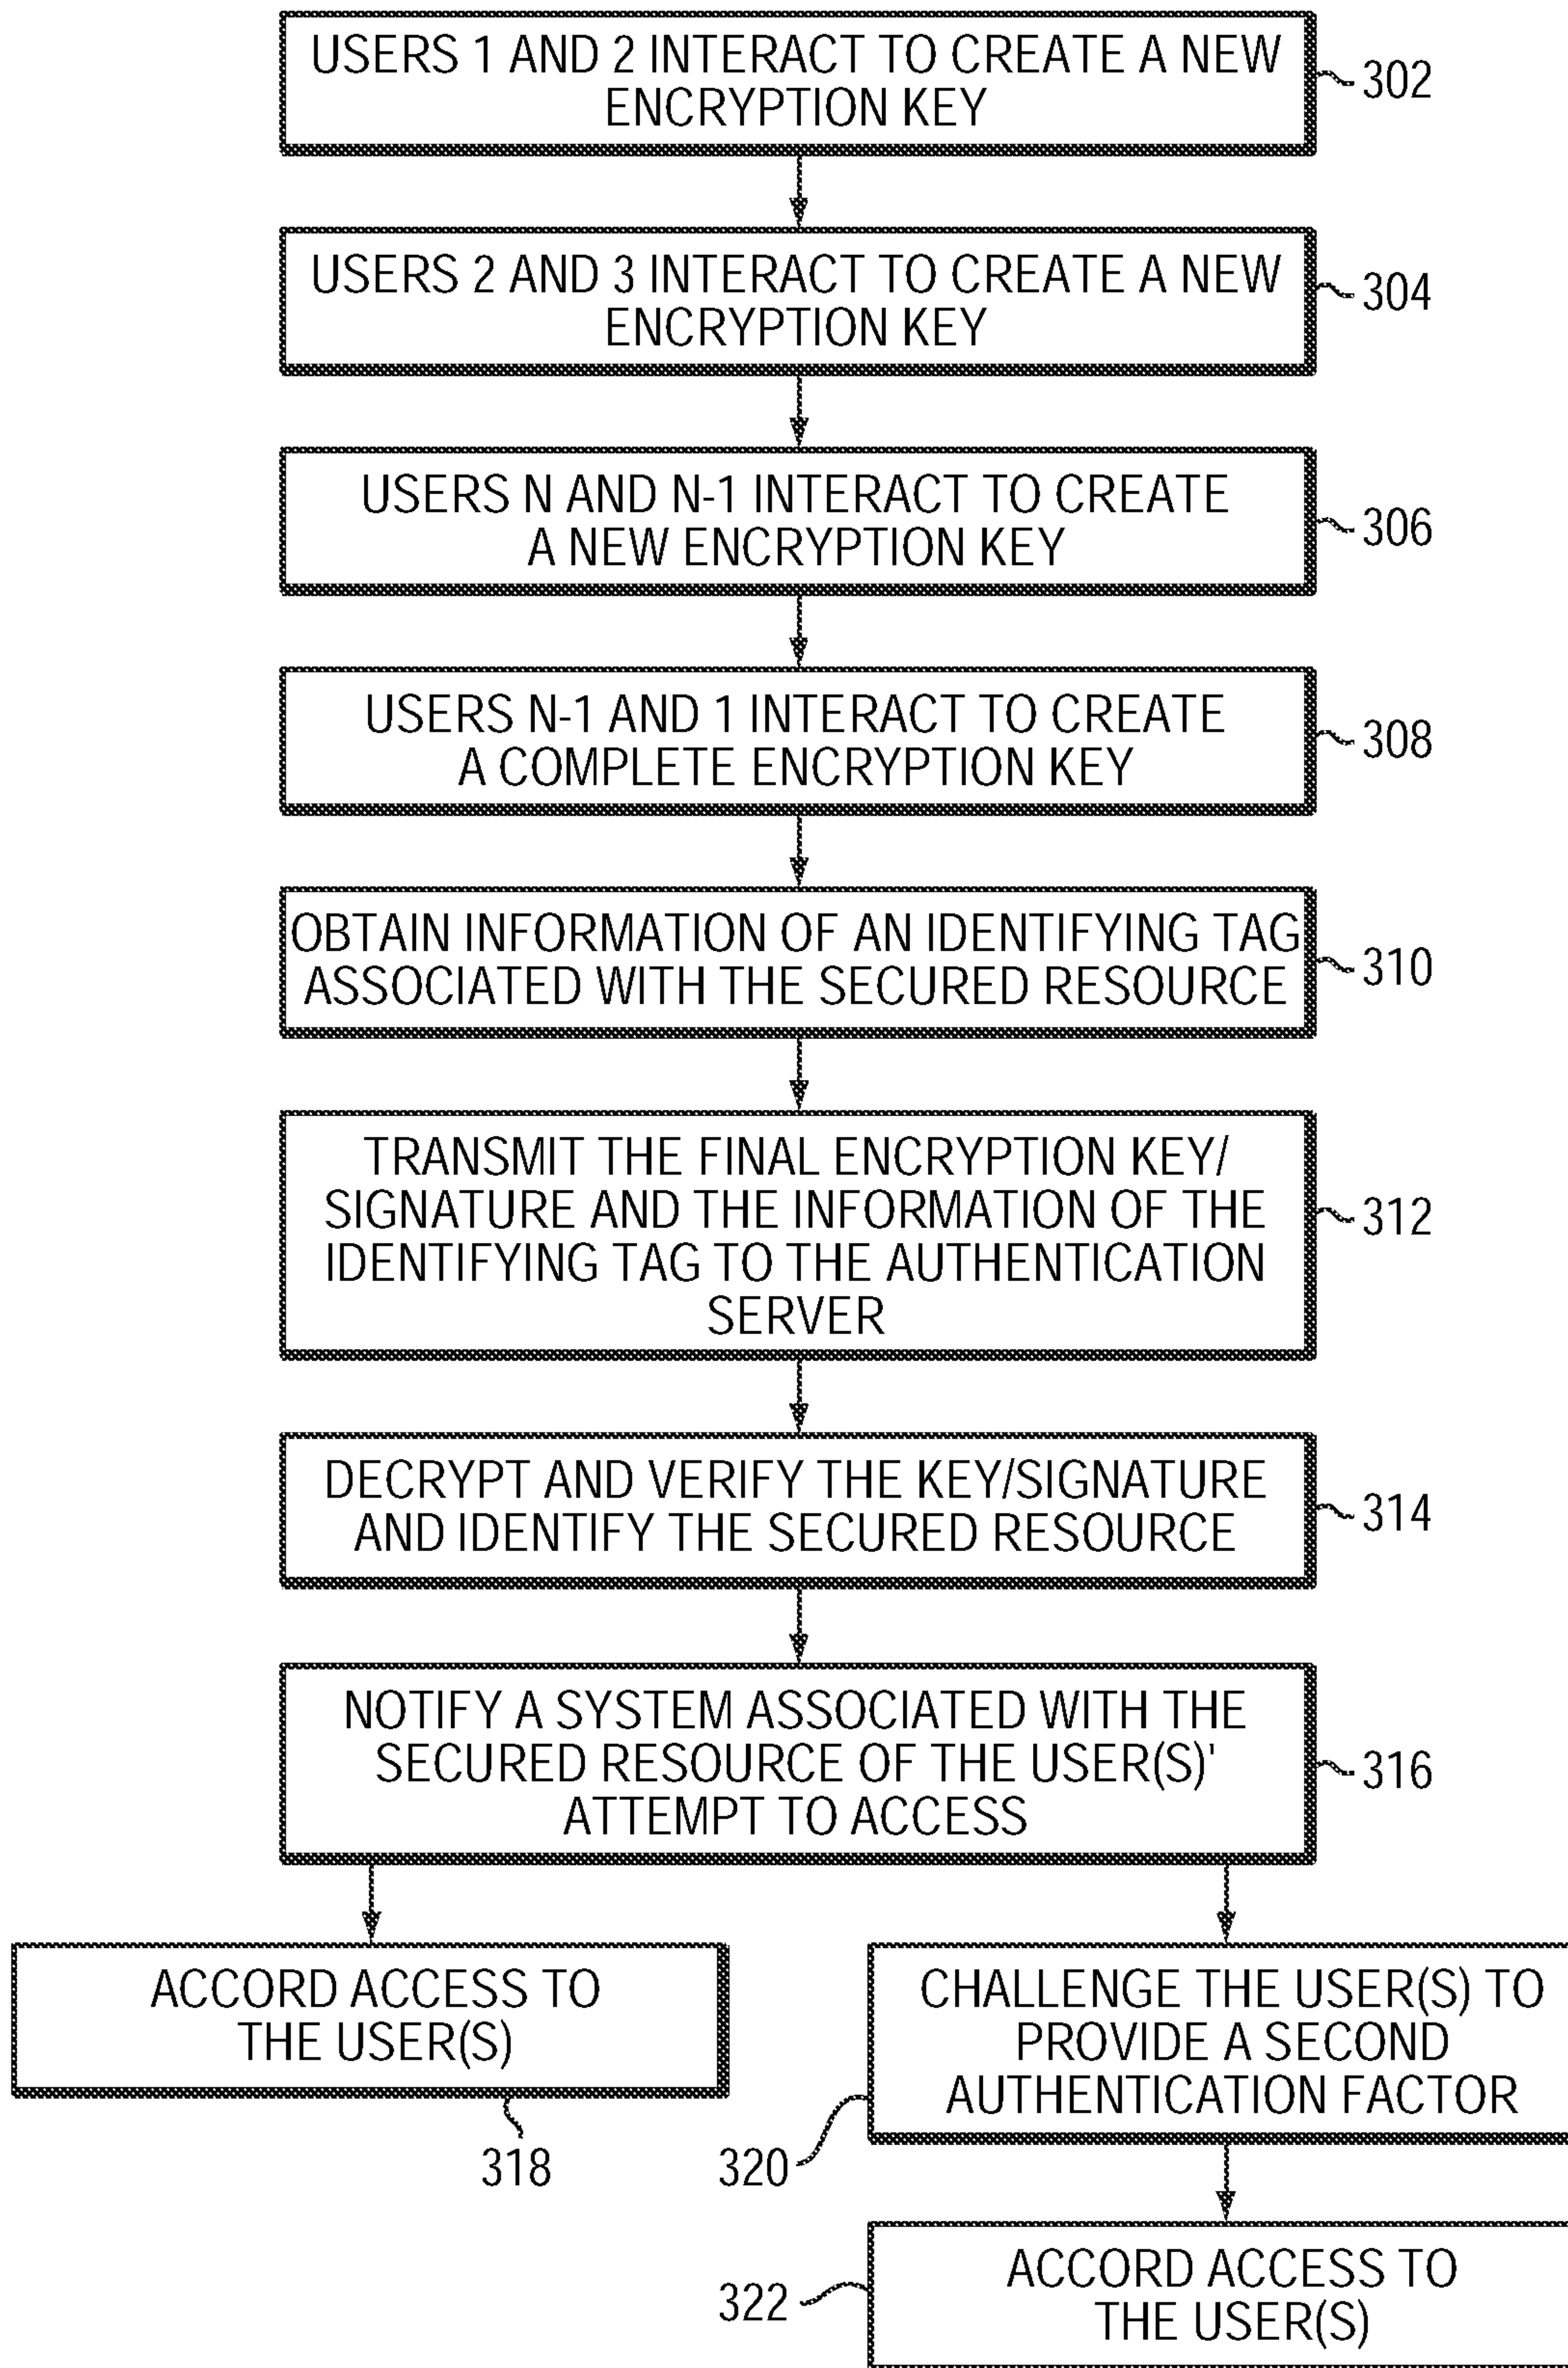 USERS 1 AND 2 INTERACT TO CREATE A NEW
ENCRYPTION KEY
302
USERS 2 AND 3 INTERACT TO CREATE A NEW
ENCRYPTION KEY
304
USERS N AND N-1 INTERACT TO CREATE
A NEW ENCRYPTION KEY
306
USERS N-1 AND 1 INTERACT TO CREATE
A COMPLETE ENCRYPTION KEY
308
OBTAIN INFORMATION OF AN IDENTIFYING TAG
ASSOCIATED WITH THE SECURED RESOURCE
310
TRANSMIT THE FINAL ENCRYPTION KEY/
SIGNATURE AND THE INFORMATION OF THE
IDENTIFYING TAG TO THE AUTHENTICATION
SERVER
312
DECRYPT AND VERIFY THE KEY/SIGNATURE
AND IDENTIFY THE SECURED RESOURCE
314
NOTIFY A SYSTEM ASSOCIATED WITH THE
SECURED RESOURCE OF THE USER(S)'
ATTEMPT TO ACCESS
316
ACCORD ACCESS TO
THE USER(S)
318
CHALLENGE THE USER(S) TO
PROVIDE A SECOND
AUTHENTICATION FACTOR
320
ACCORD ACCESS TO
THE USER(S)
322